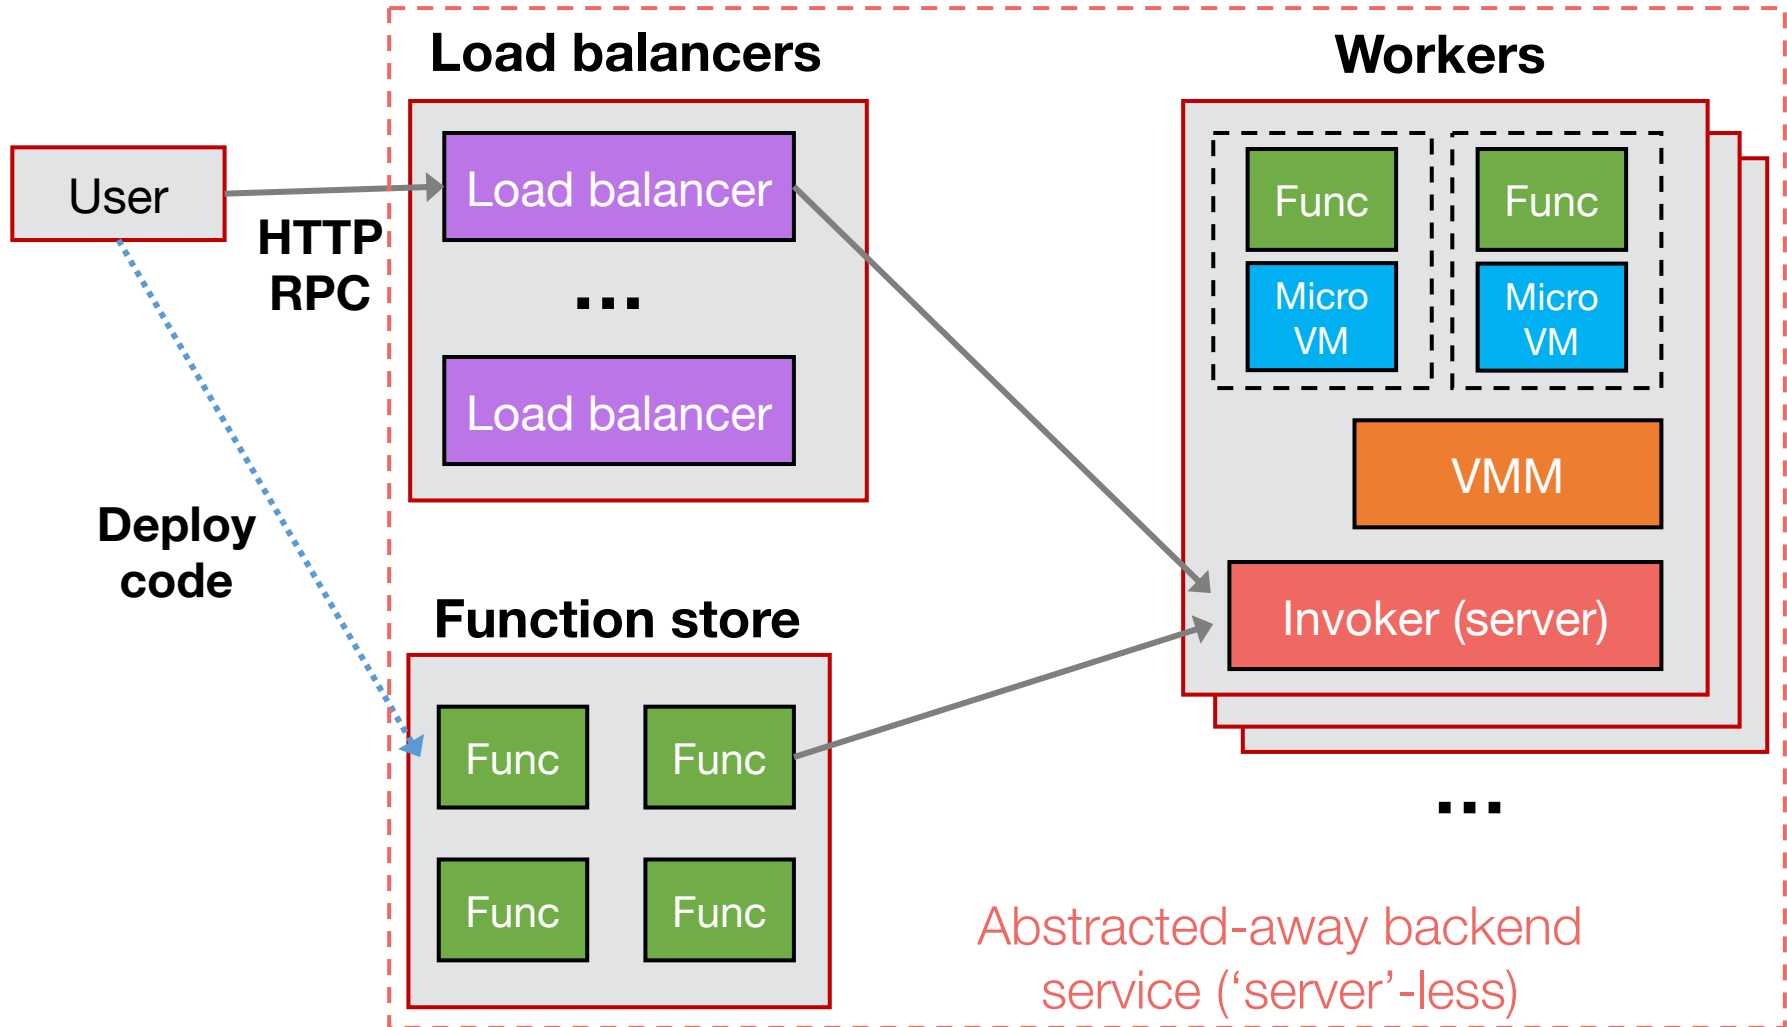 Load balancers
Workers
User
HTTP
RPC
Load balancer
...
Load balancer
Func
Func
Micro
VM
Micro
VM
VMM
Invoker (server)
Deploy
code
Function store
Func
Func
Func
Func
...
Abstracted-away backend
service (‘server’-less)